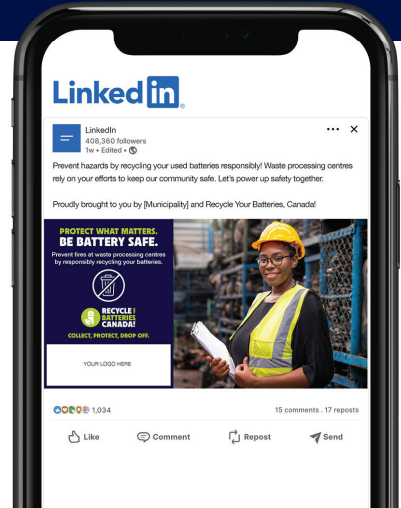 Linkedin
LinkedIn
408,360 followers
1w • Edited •
Prevent hazards by recycling your used batteries responsibly! Waste processing centres
rely on your efforts to keep our community safe. Let's power up safety together.
Proudly brought to you by [Municipality] and Recycle Your Batteries, Canada!
PROTECT WHAT MATTERS.
BE BATTERY SAFE.
Prevent fires at waste processing centres
by responsibly recycling your batteries.
RECYCLE YOUR
BATTERIES
CANADA!
COLLECT, PROTECT, DROP OFF.
YOUR LOGO HERE
1,034
15 comments . 17 reposts
Like
Comment
Repost
Send